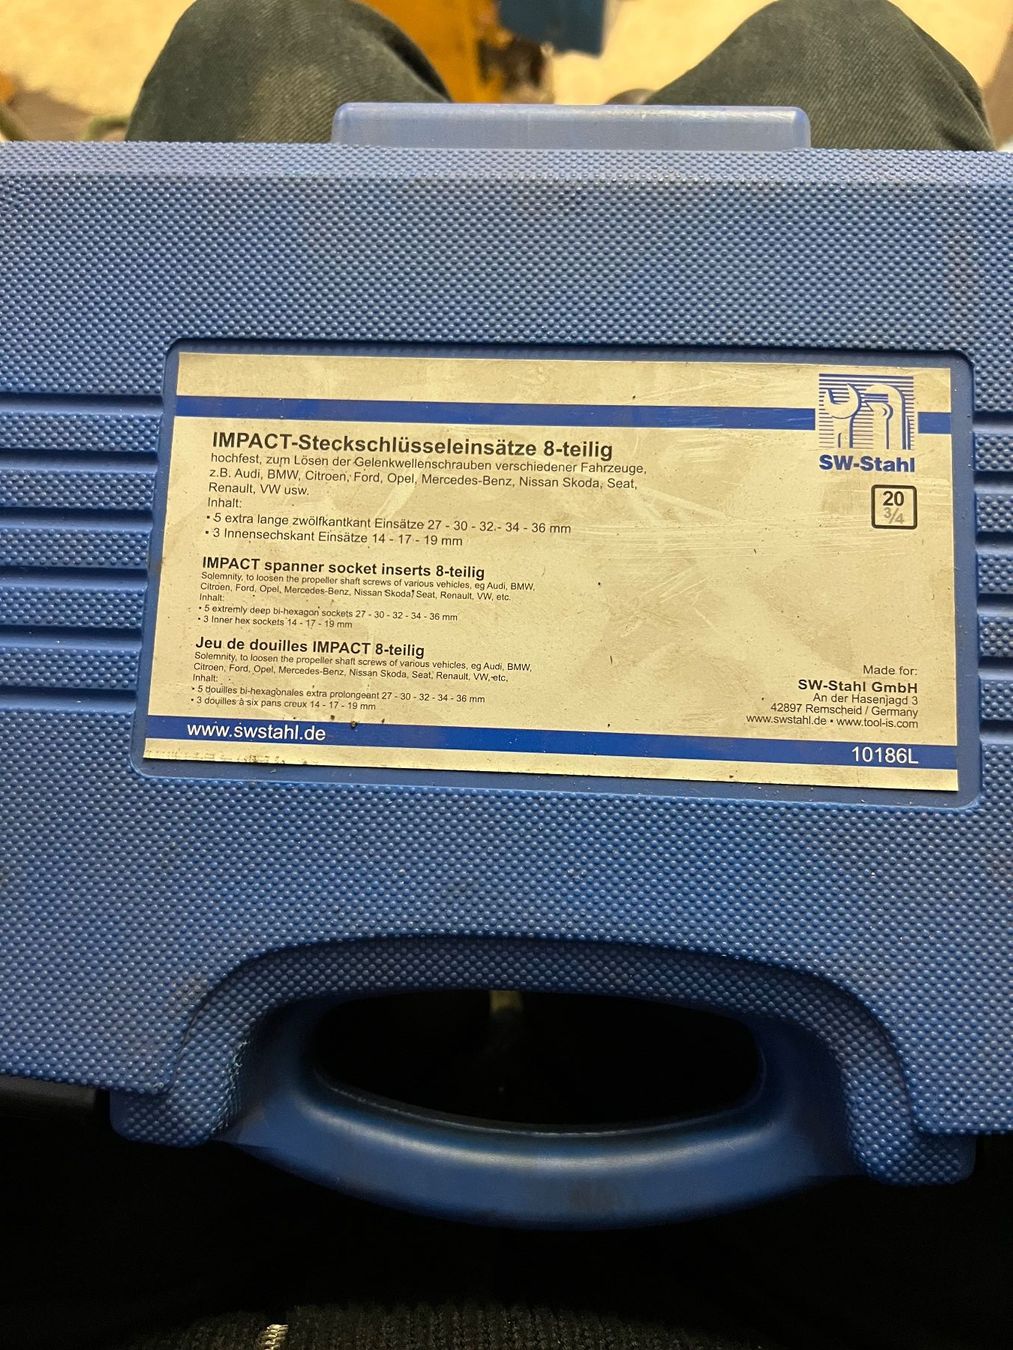 IMPACT-Steckschlüsseleinsätze 8-teilig
hochfest, zum Lösen der Gelenkwellenschrauben verschiedener Fahrzeuge,
z.B. Audi, BMW, Citroen, Ford, Opel, Mercedes-Benz, Nissan Skoda, Seat,
Renault, VW usw.
Inhalt:
• 5 extra lange zwölfkantkant Einsätze 27 - 30 - 32 - 34 - 36 mm
• 3 Innensechskant Einsätze 14 - 17 - 19 mm
SW-Stahl
20
3/4
IMPACT spanner socket inserts 8-teilig
Solemnity, to loosen the propeller shaft screws of various vehicles, eg Audi, BMW,
Citroen, Ford, Opel, Mercedes-Benz, Nissan Skoda, Seat, Renault, VW, etc.
Inhalt:
• 5 extremly deep bi-hexagon sockets 27 - 30 - 32 - 34 - 36 mm
• 3 Inner hex sockets 14 - 17 - 19 mm
Jeu de douilles IMPACT 8-teilig
Solemnity, to loosen the propeller shaft screws of various vehicles, eg Audi, BMW,
Citroen, Ford, Opel, Mercedes-Benz, Nissan Skoda, Seat, Renault, VW, etc.
Inhalt:
• 5 douilles bi-hexagonales extra prolongeant 27 - 30 - 32 - 34 - 36 mm
• 3 douilles à six pans creux 14 - 17 - 19 mm
Made for:
SW-Stahl GmbH
An der Hasenjagd 3
42897 Remscheid / Germany
www.swstahl.de • www.tool-is.com
www.swstahl.de
10186L